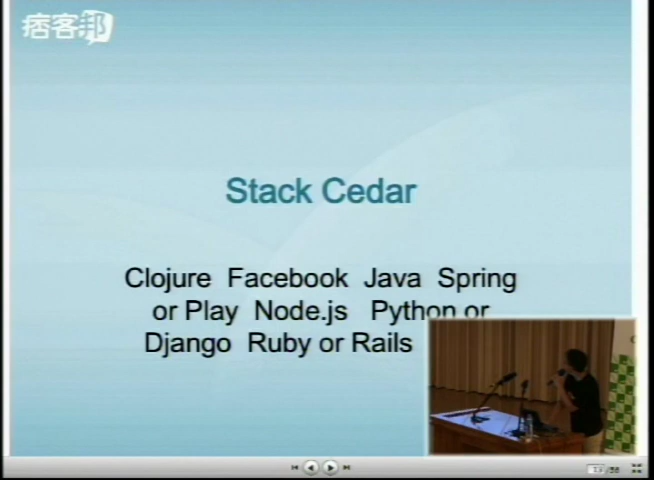 痞客邦
Stack Cedar
Clojure Facebook Java Spring
or Play Node.js Python or
Django Ruby or Rails